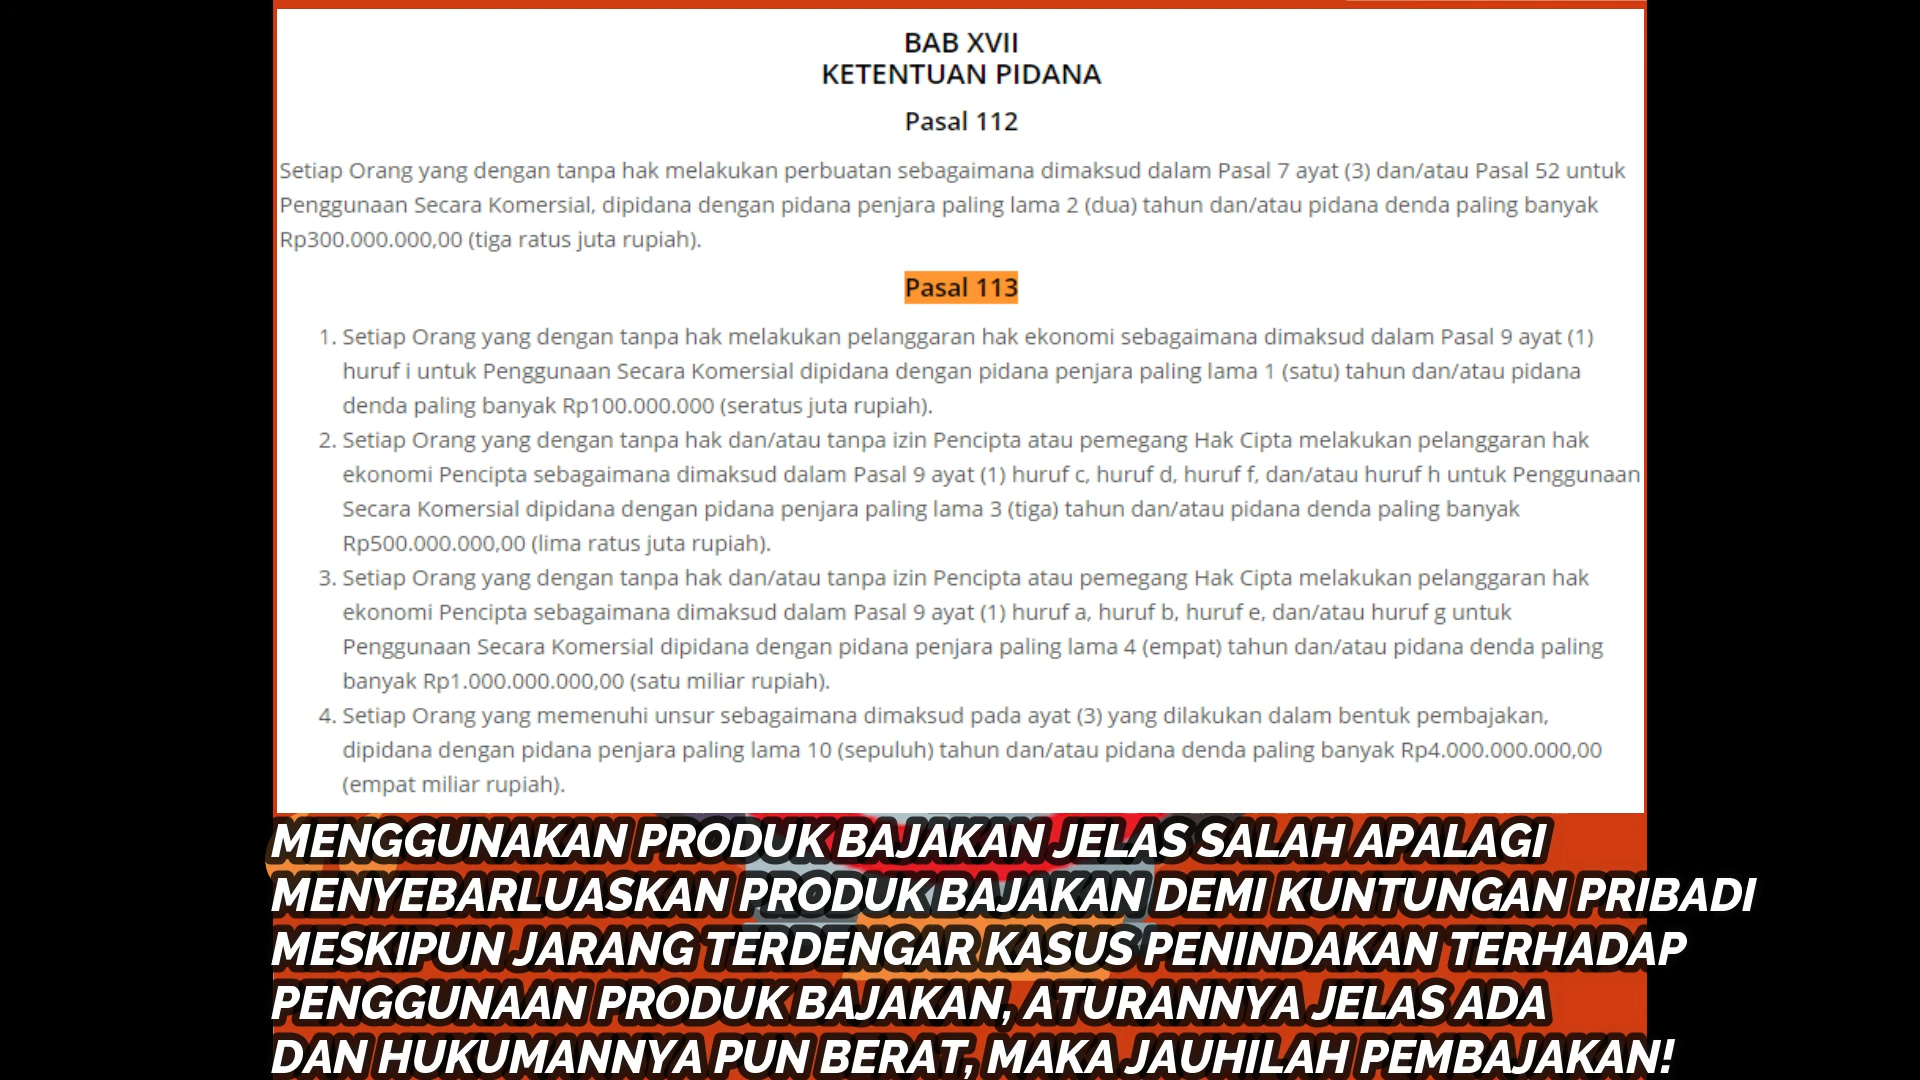 BAB XVII
KETENTUAN PIDANA
Pasal 112
Setiap Orang yang dengan tanpa hak melakukan perbuatan sebagaimana dimaksud dalam Pasal 7 ayat (3) dan/atau Pasal 52 untuk
Penggunaan Secara Komersial, dipidana dengan pidana penjara paling lama 2 (dua) tahun dan/atau pidana denda paling banyak
Rp300.000.000,00 (tiga ratus juta rupiah).
Pasal 113
1. Setiap Orang yang dengan tanpa hak melakukan pelanggaran hak ekonomi sebagaimana dimaksud dalam Pasal 9 ayat (1)
huruf i untuk Penggunaan Secara Komersial dipidana dengan pidana penjara paling lama 1 (satu) tahun dan/atau pidana
denda paling banyak Rp100.000.000 (seratus juta rupiah).
2. Setiap Orang yang dengan tanpa hak dan/atau tanpa izin Pencipta atau pemegang Hak Cipta melakukan pelanggaran hak
ekonomi Pencipta sebagaimana dimaksud dalam Pasal 9 ayat (1) huruf c, huruf d, huruf f, dan/atau huruf h untuk Penggunaan
Secara Komersial dipidana dengan pidana penjara paling lama 3 (tiga) tahun dan/atau pidana denda paling banyak
Rp500.000.000,00 (lima ratus juta rupiah).
3. Setiap Orang yang dengan tanpa hak dan/atau tanpa izin Pencipta atau pemegang Hak Cipta melakukan pelanggaran hak
ekonomi Pencipta sebagaimana dimaksud dalam Pasal 9 ayat (1) huruf a, huruf b, huruf e, dan/atau huruf g untuk
Penggunaan Secara Komersial dipidana dengan pidana penjara paling lama 4 (empat) tahun dan/atau pidana denda paling
banyak Rp1.000.000.000,00 (satu miliar rupiah).
4. Setiap Orang yang memenuhi unsur sebagaimana dimaksud pada ayat (3) yang dilakukan dalam bentuk pembajakan,
dipidana dengan pidana penjara paling lama 10 (sepuluh) tahun dan/atau pidana denda paling banyak Rp4.000.000.000,00
(empat miliar rupiah).
MENGGUNAKAN PRODUK BAJAKAN JELAS SALAH APALAGI
MENYEBARLUASKAN PRODUK BAJAKAN DEMI KUNTUNGAN PRIBADI
MESKIPUN JARANG TERDENGAR KASUS PENINDAKAN TERHADAP
PENGGUNAAN PRODUK BAJAKAN, ATURANNYA JELAS ADA
DAN HUKUMANNYA PUN BERAT, MAKA JAUHILAH PEMBAJAKAN!